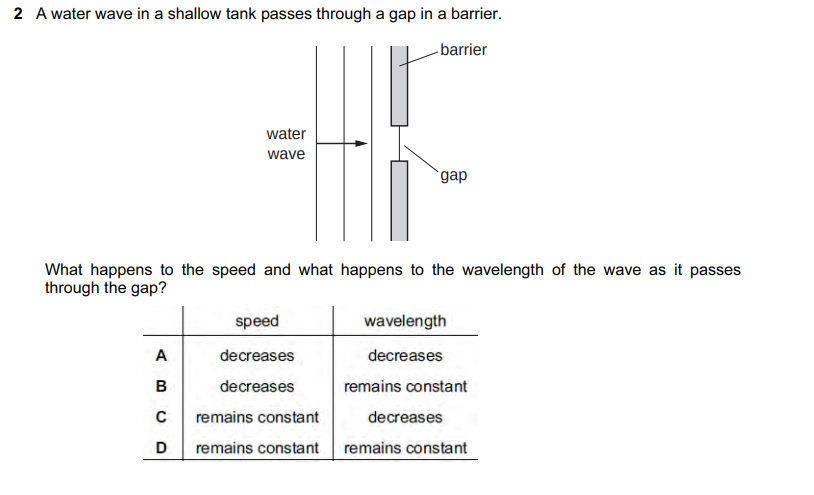 2 A water wave in a shallow tank passes through a gap in a barrier.
barrier
water
wave
gap
What happens to the speed and what happens to the wavelength of the wave as it passes
through the gap?
speed wavelength
A decreases decreases
B decreases remains constant
C remains constant decreases
D remains constant remains constant